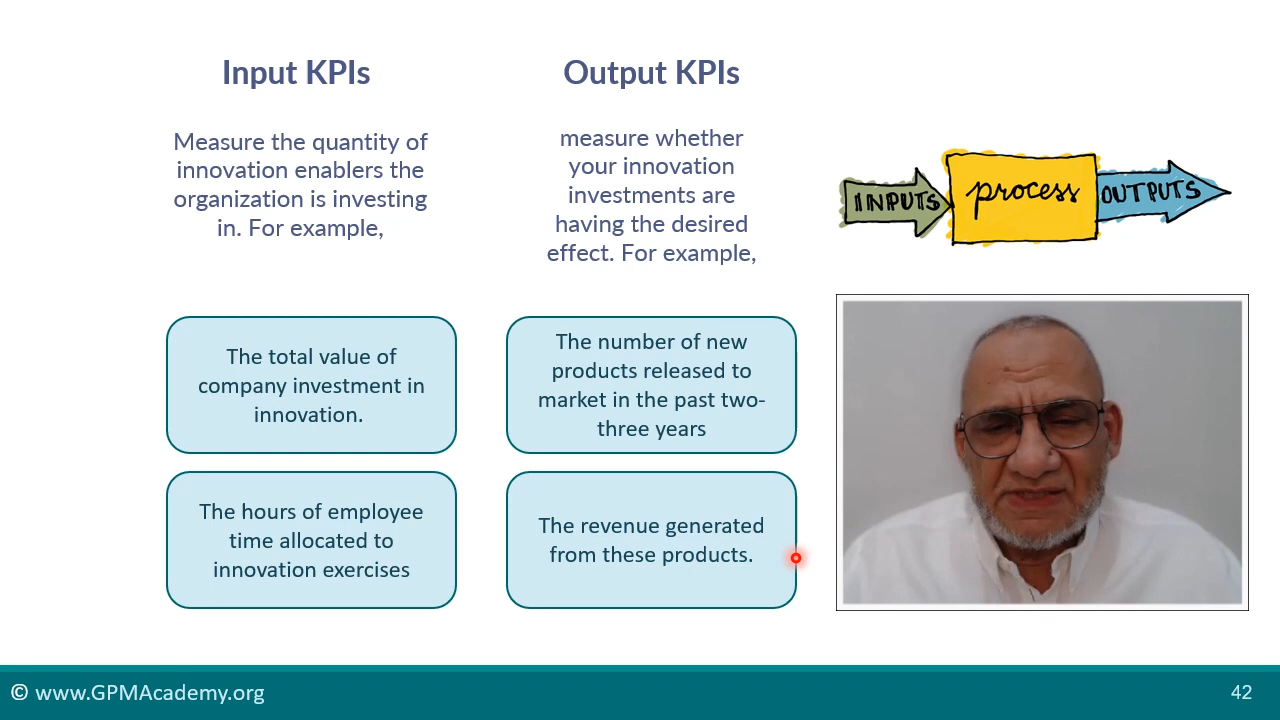 Input KPIs
Measure the quantity of
innovation enablers the
organization is investing
in. For example,
The total value of
company investment in
innovation.
The hours of employee
time allocated to
innovation exercises
Output KPIs
measure whether
your innovation
investments are
having the desired
effect. For example,
The number of new
products released to
market in the past two-
three years
The revenue generated
from these products.
INPUTS
process
OUTPUTS
© www.GPMAcademy.org
42